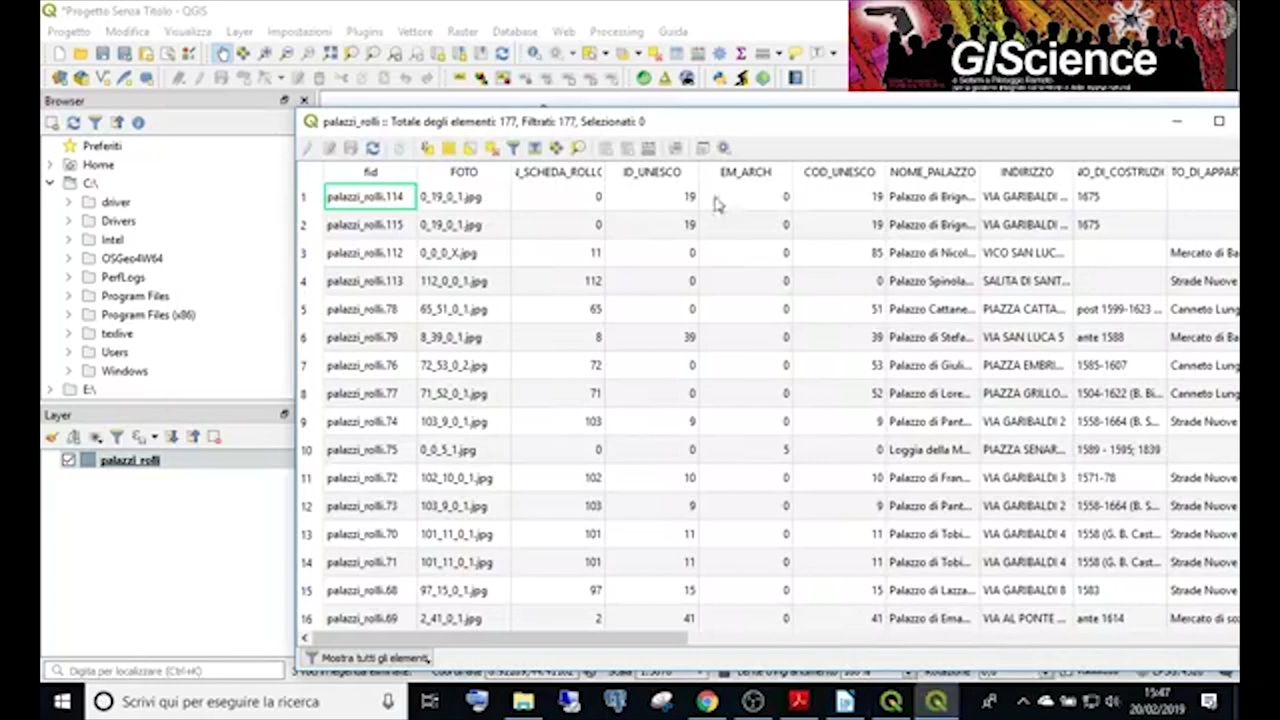 *Progetto Senza Titolo - QGIS
Progetto Modifica Visualizza Layer Impostazioni Plugins Vettore Raster Database Web Processing Guida
GIScience
e Sistemi a Pilotaggio Remoto
Browser
Preferiti
Home
C:\
driver
Drivers
Intel
OSGeo4W64
PerfLogs
Program Files
Program Files (x86)
texlive
Users
Windows
E:\
Layer
palazzi_rolli
palazzi_rolli :: Totale degli elementi: 177, Filtrati: 177, Selezionati: 0
fid FOTO I_SCHEDA_ROLLO ID_UNESCO EM_ARCH COD_UNESCO NOME_PALAZZO INDIRIZZO IO_DI_COSTRUZIO TO_DI_APPART
1 palazzi_rolli.114 0_19_0_1.jpg 0 19 0 19 Palazzo di Brign... VIA GARIBALDI ... 1675
2 palazzi_rolli.115 0_19_0_1.jpg 0 19 0 19 Palazzo di Brign... VIA GARIBALDI ... 1675
3 palazzi_rolli.112 0_0_0_X.jpg 11 0 0 85 Palazzo di Nicol... VICO SAN LUC... Mercato di Ba
4 palazzi_rolli.113 112_0_0_1.jpg 112 0 0 0 Palazzo Spinola... SALITA DI SANT... Strade Nuove
5 palazzi_rolli.78 65_51_0_1.jpg 65 0 0 51 Palazzo Cattane... PIAZZA CATTA... post 1599-1623 ... Canneto Lung
6 palazzi_rolli.79 8_39_0_1.jpg 8 39 0 39 Palazzo di Stefa... VIA SAN LUCA 5 ante 1588 Mercato di Ba
7 palazzi_rolli.76 72_53_0_2.jpg 72 0 0 53 Palazzo di Giuli... PIAZZA EMBRI... 1585-1607 Canneto Lung
8 palazzi_rolli.77 71_52_0_1.jpg 71 0 0 52 Palazzo di Lore... PIAZZA GRILLO... 1504-1622 (B. Bi... Canneto Lung
9 palazzi_rolli.74 103_9_0_1.jpg 103 9 0 9 Palazzo di Pant... VIA GARIBALDI 2 1558-1664 (B. S... Strade Nuove
10 palazzi_rolli.75 0_0_5_1.jpg 0 0 5 0 Loggia della M... PIAZZA SENAR... 1589 - 1595; 1839
11 palazzi_rolli.72 102_10_0_1.jpg 102 10 0 10 Palazzo di Fran... VIA GARIBALDI 3 1571-78 Strade Nuove
12 palazzi_rolli.73 103_9_0_1.jpg 103 9 0 9 Palazzo di Pant... VIA GARIBALDI 2 1558-1664 (B. S... Strade Nuove
13 palazzi_rolli.70 101_11_0_1.jpg 101 11 0 11 Palazzo di Tobi... VIA GARIBALDI 4 1558 (G. B. Cast... Strade Nuove
14 palazzi_rolli.71 101_11_0_1.jpg 101 11 0 11 Palazzo di Tobi... VIA GARIBALDI 4 1558 (G. B. Cast... Strade Nuove
15 palazzi_rolli.68 97_15_0_1.jpg 97 15 0 15 Palazzo di Lazza... VIA GARIBALDI 8 1583 Strade Nuove
16 palazzi_rolli.69 2_41_0_1.jpg 2 41 0 41 Palazzo di Ema... VIA AL PONTE ... ante 1614 Mercato di so
Mostra tutti gli elementi
Digita per localizzare (Ctrl+K)
Scrivi qui per eseguire la ricerca
15:47
20/02/2019